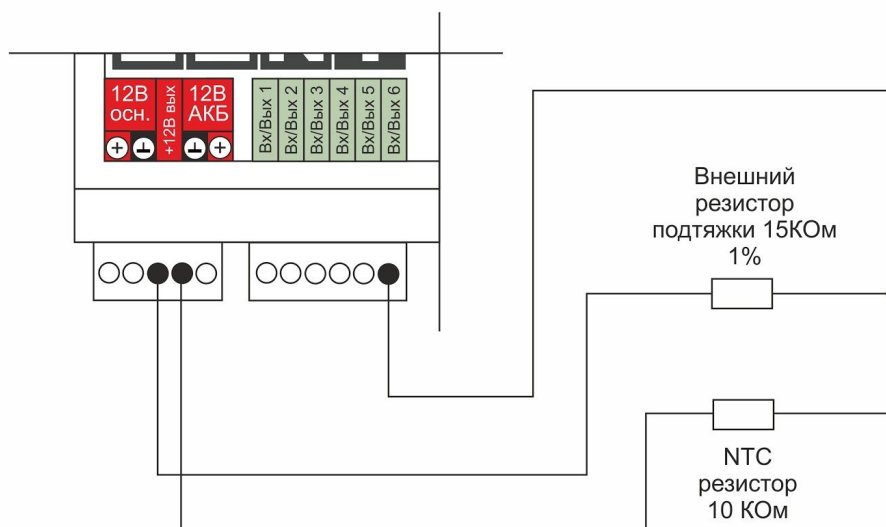 12В
осн.
+12В вых
12В
АКБ
Вх/Вых 1
Вх/Вых 2
Вх/Вых 3
Вх/Вых 4
Вх/Вых 5
Вх/Вых 6
Внешний
резистор
подтяжки 15КОм
1%
NTC
резистор
10 КОм